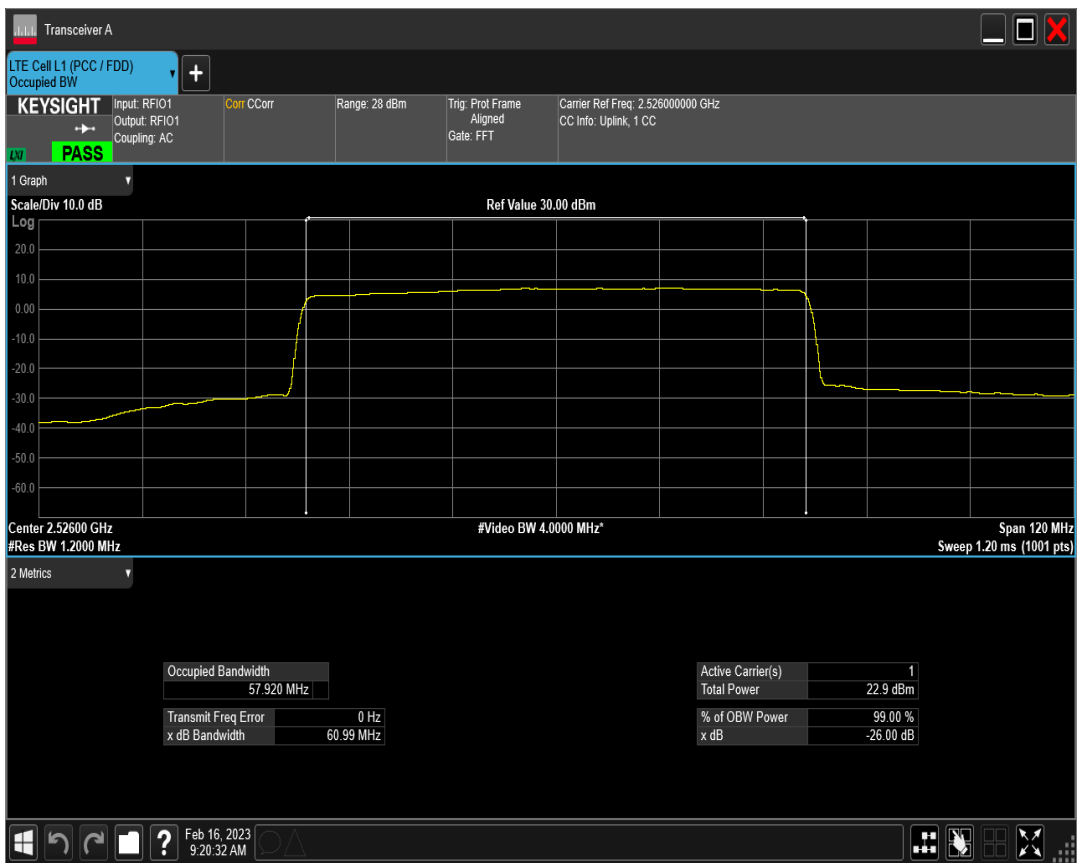 Transceiver A
LTE Cell L1 (PCC / FDD)
Occupied BW
+
KEYSIGHT
LXI
PASS
Input: RFIO1
Output: RFIO1
Coupling: AC
Corr CCorr
Range: 28 dBm
Trig: Prot Frame
Aligned
Gate: FFT
Carrier Ref Freq: 2.526000000 GHz
CC Info: Uplink, 1 CC
1 Graph
Scale/Div 10.0 dB
Ref Value 30.00 dBm
Log
20.0
10.0
0.00
-10.0
-20.0
-30.0
-40.0
-50.0
-60.0
Center 2.52600 GHz
#Video BW 4.0000 MHz*
Span 120 MHz
#Res BW 1.2000 MHz
Sweep 1.20 ms (1001 pts)
2 Metrics
Occupied Bandwidth
57.920 MHz
Transmit Freq Error 0 Hz
x dB Bandwidth 60.99 MHz
Active Carrier(s) 1
Total Power 22.9 dBm
% of OBW Power 99.00 %
x dB -26.00 dB
?
Feb 16, 2023
9:20:32 AM